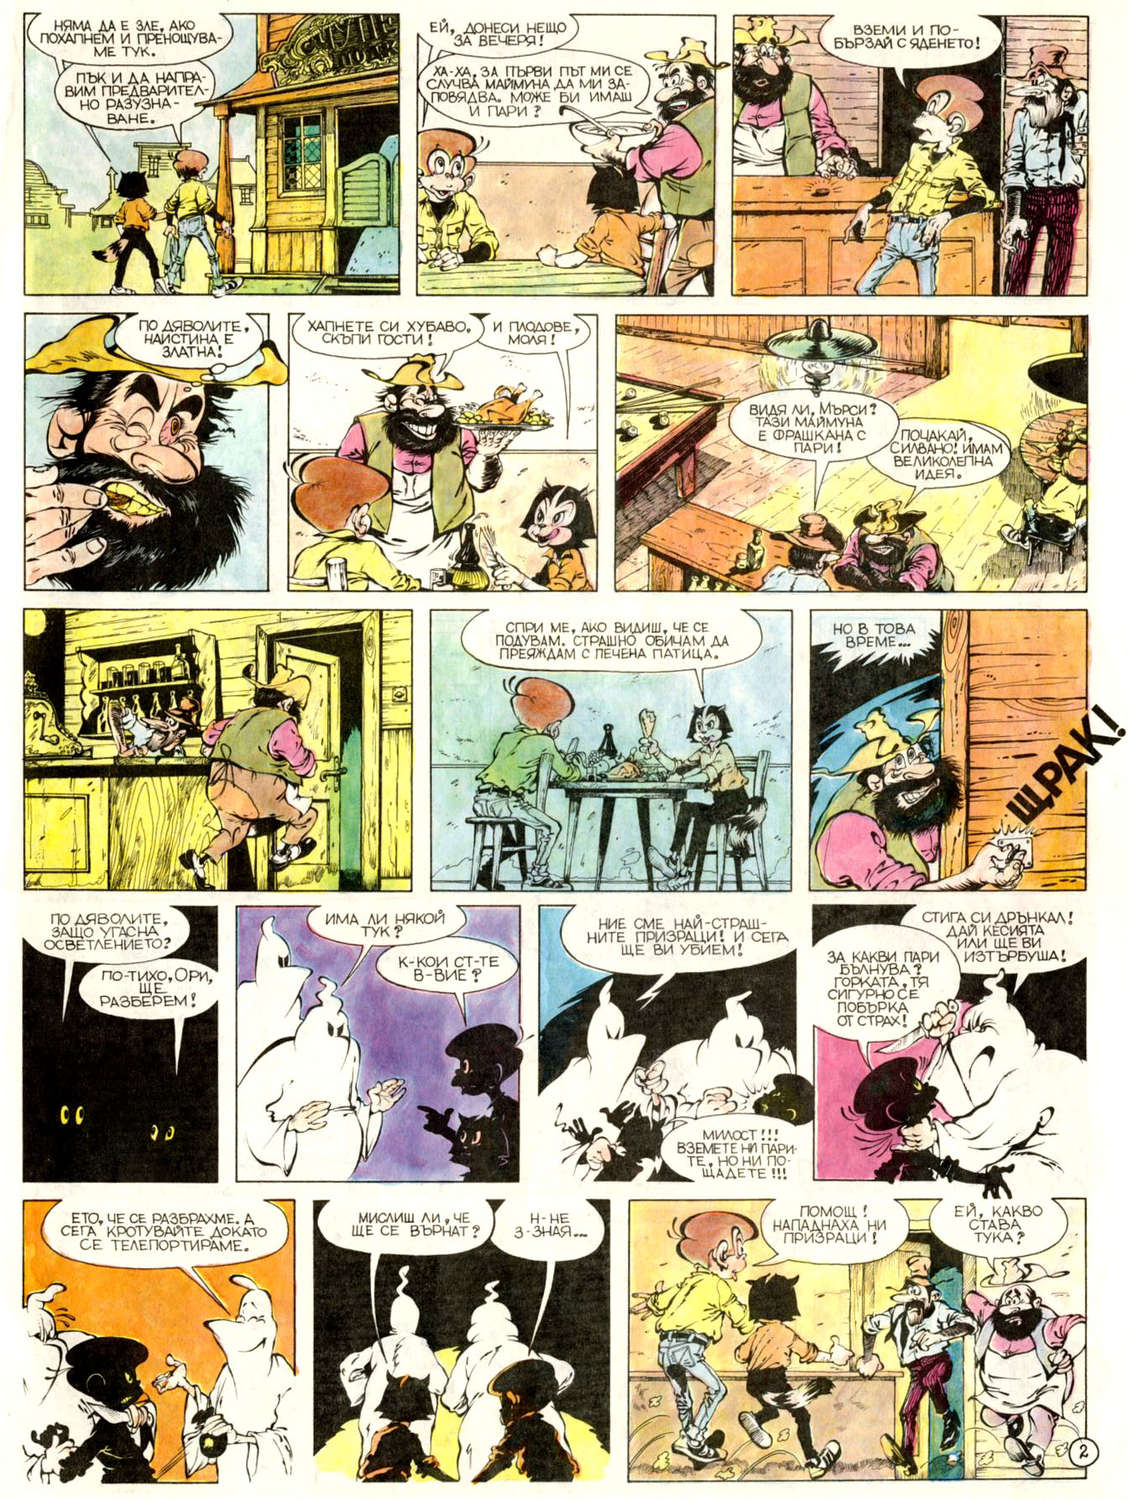 НЯМА ДА Е ЗЛЕ, АКО
ПОХАПНЕМ И ПРЕНОЩУВА-
МЕ ТУК.
ПЪК И ДА НАПРА-
ВИМ ПРЕДВАРИТЕЛ-
НО РАЗУЗНА-
ВАНЕ.
ЕЙ, ДОНЕСИ НЕЩО
ЗА ВЕЧЕРЯ!
ХА-ХА, ЗА ПЪРВИ ПЪТ МИ СЕ
СЛУЧВА МАЙМУНА ДА МИ ЗА-
ПОВЯДВА. МОЖЕ БИ ИМАШ
И ПАРИ?
ВЗЕМИ И ПО-
БЪРЗАЙ С ЯДЕНЕТО!
ПО ДЯВОЛИТЕ,
НАИСТИНА Е
ЗЛАТНА!
ХАПНЕТЕ СИ ХУБАВО,
СКЪПИ ГОСТИ!
И ПЛОДОВЕ,
МОЛЯ!
ВИДЯ ЛИ, МЪРСИ?
ТАЗИ МАЙМУНА
Е ФРАШКАНА С
ПАРИ!
ПОЧАКАЙ,
СИЛВАНО! ИМАМ
ВЕЛИКОЛЕПНА
ИДЕЯ.
СПРИ МЕ, АКО ВИДИШ, ЧЕ СЕ
ПОДУВАМ. СТРАШНО ОБИЧАМ ДА
ПРЕЯЖДАМ С ПЕЧЕНА ПАТИЦА.
НО В ТОВА
ВРЕМЕ...
ЩРАК!
ПО ДЯВОЛИТЕ,
ЗАЩО УГАСНА
ОСВЕТЛЕНИЕТО?
ПО-ТИХО, ОРИ,
ЩЕ
РАЗБЕРЕМ!
ИМА ЛИ НЯКОЙ
ТУК?
К-КОИ СТ-ТЕ
В-ВИЕ?
НИЕ СМЕ НАЙ-СТРАШ-
НИТЕ ПРИЗРАЦИ! И СЕГА
ЩЕ ВИ УБИЕМ!
МИЛОСТ!!!
ВЗЕМЕТЕ НИ ПАРИ-
ТЕ, НО НИ ПО-
ЩАДЕТЕ!!!
СТИГА СИ ДРЪНКАЛ!
ДАЙ КЕСИЯТА
ИЛИ ЩЕ ВИ
ИЗТЪРБУША!
ЗА КАКВИ ПАРИ
БЪЛНУВА?
ГОРКАТА, ТЯ
СИГУРНО СЕ
ПОБЪРКА
ОТ СТРАХ!
ЕТО, ЧЕ СЕ РАЗБРАХМЕ. А
СЕГА КРОТУВАЙТЕ ДОКАТО
СЕ ТЕЛЕПОРТИРАМЕ.
МИСЛИШ ЛИ, ЧЕ
ЩЕ СЕ ВЪРНАТ?
Н-НЕ
З-ЗНАЯ...
ПОМОЩ!
НАПАДНАХА НИ
ПРИЗРАЦИ!
ЕЙ, КАКВО
СТАВА
ТУКА?
2